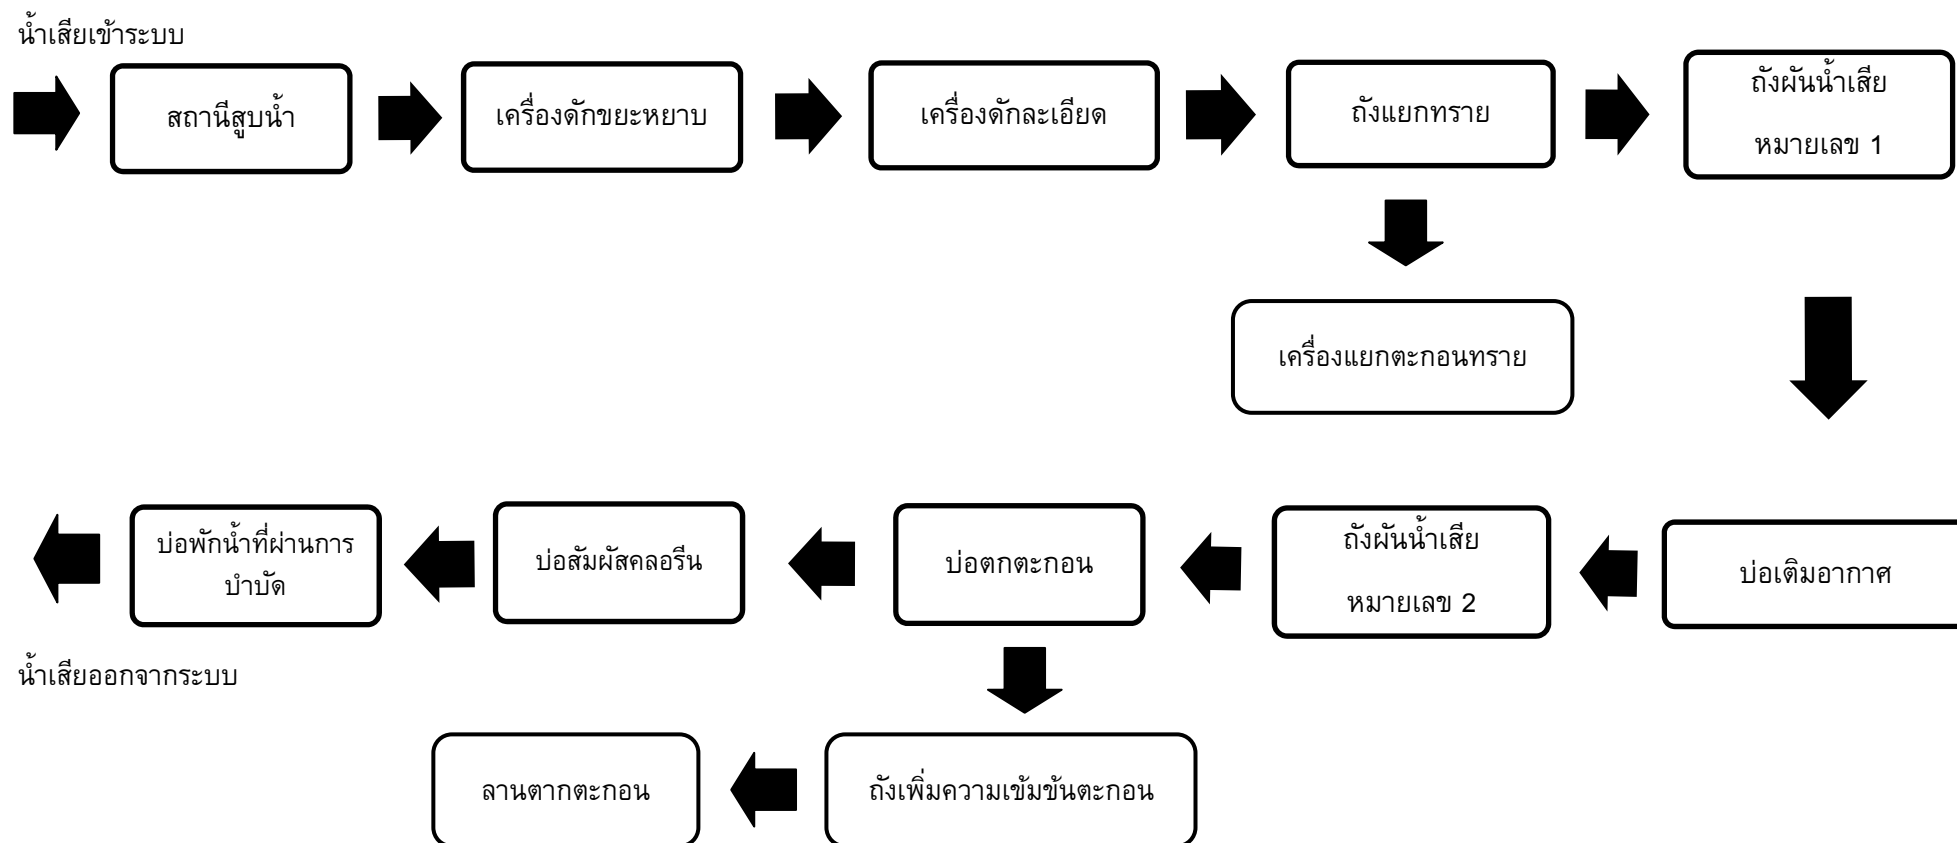 น้ำเสียเข้าระบบ
สถานีสูบน้ำ
เครื่องดักขยะหยาบ
เครื่องดักละเอียด
ถังแยกทราย
ถังผันน้ำเสีย
หมายเลข 1
เครื่องแยกตะกอนทราย
บ่อเติมอากาศ
ถังผันน้ำเสีย
หมายเลข 2
บ่อตกตะกอน
บ่อสัมผัสคลอรีน
บ่อพักน้ำที่ผ่านการ
บำบัด
น้ำเสียออกจากระบบ
ถังเพิ่มความเข้มข้นตะกอน
ลานตากตะกอน